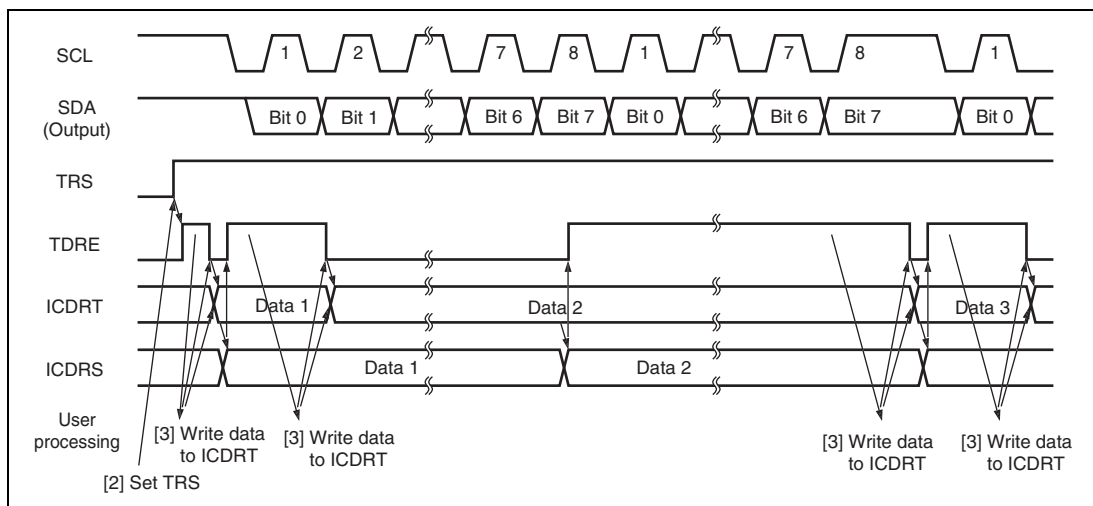 SCL 1 2 7 8 1 7 8 1
SDA
(Output) Bit 0 Bit 1 Bit 6 Bit 7 Bit 0 Bit 6 Bit 7 Bit 0
TRS
TDRE
ICDRT Data 1 Data 2 Data 3
ICDRS Data 1 Data 2
User
processing
[3] Write data
to ICDRT
[3] Write data
to ICDRT
[3] Write data
to ICDRT
[3] Write data
to ICDRT
[2] Set TRS